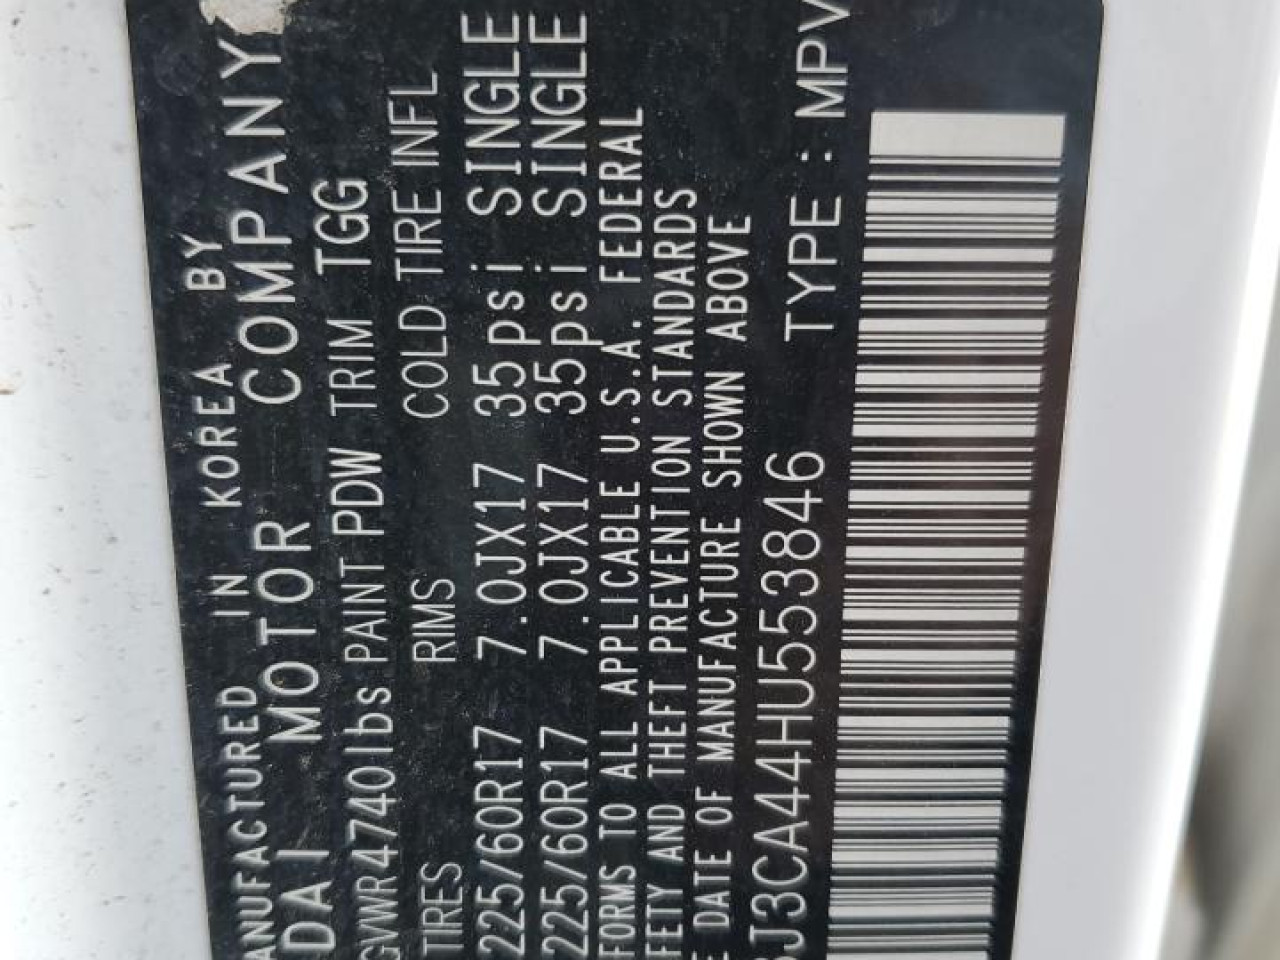 MANUFACTURED IN KOREA BY
DAI MOTOR COMPANY
GVWR4740lbs PAINT PDW TRIM TGG
TIRES RIMS COLD TIRE INFL
225/60R17 7.0JX17 35psi SINGLE
225/60R17 7.0JX17 35psi SINGLE
FORMS TO ALL APPLICABLE U.S.A. FEDERAL
FETY AND THEFT PREVENTION STANDARDS
E DATE OF MANUFACTURE SHOWN ABOVE
J3CA44HU553846 TYPE : MPV